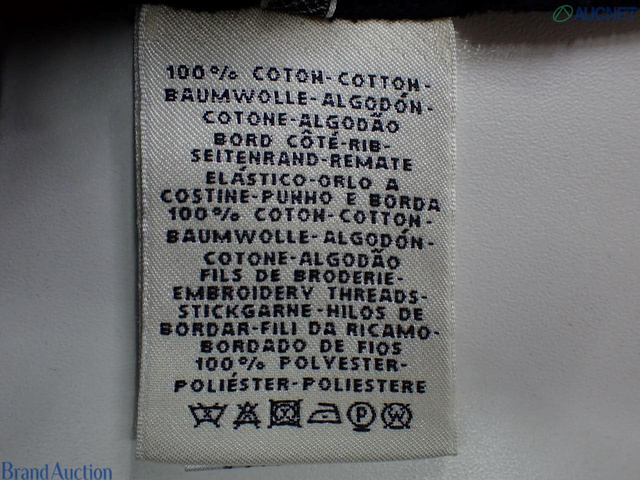 AUCNET
100% COTON-COTTON-
BAUMWOLLE-ALGODÓN-
COTONE-ALGODÃO
BORD CÔTÉ-RIB-
SEITENRAND-REMATE
ELÁSTICO-ORLO A
COSTINE-PUNHO E BORDA
100% COTON-COTTON-
BAUMWOLLE-ALGODÓN-
COTONE-ALGODÃO
FILS DE BRODERIE-
EMBROIDERY THREADS-
STICKGARNE-HILOS DE
BORDAR-FILI DA RICAMO-
BORDADO DE FIOS
100% POLYESTER-
POLIÉSTER-POLIESTERE
P W
Brand Auction